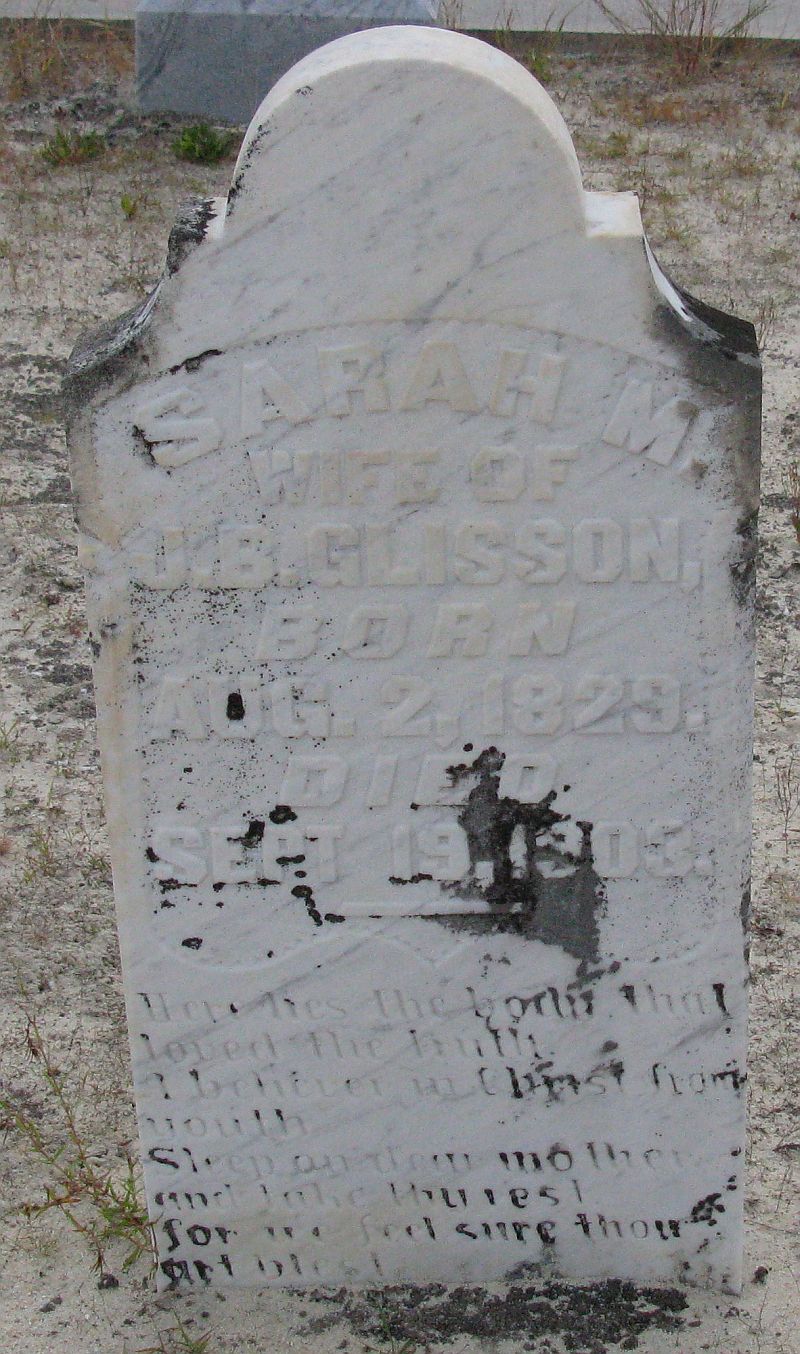 SARAH M.
WIFE OF
J.B. GLISSON,
BORN
AUG. 2, 1829.
DIED
SEPT 19, 1903.
Here lies the body that
loved the truth
A believer in Christ from
youth
Sleep on dear mother
and take thy rest
for we feel sure thou
art blest